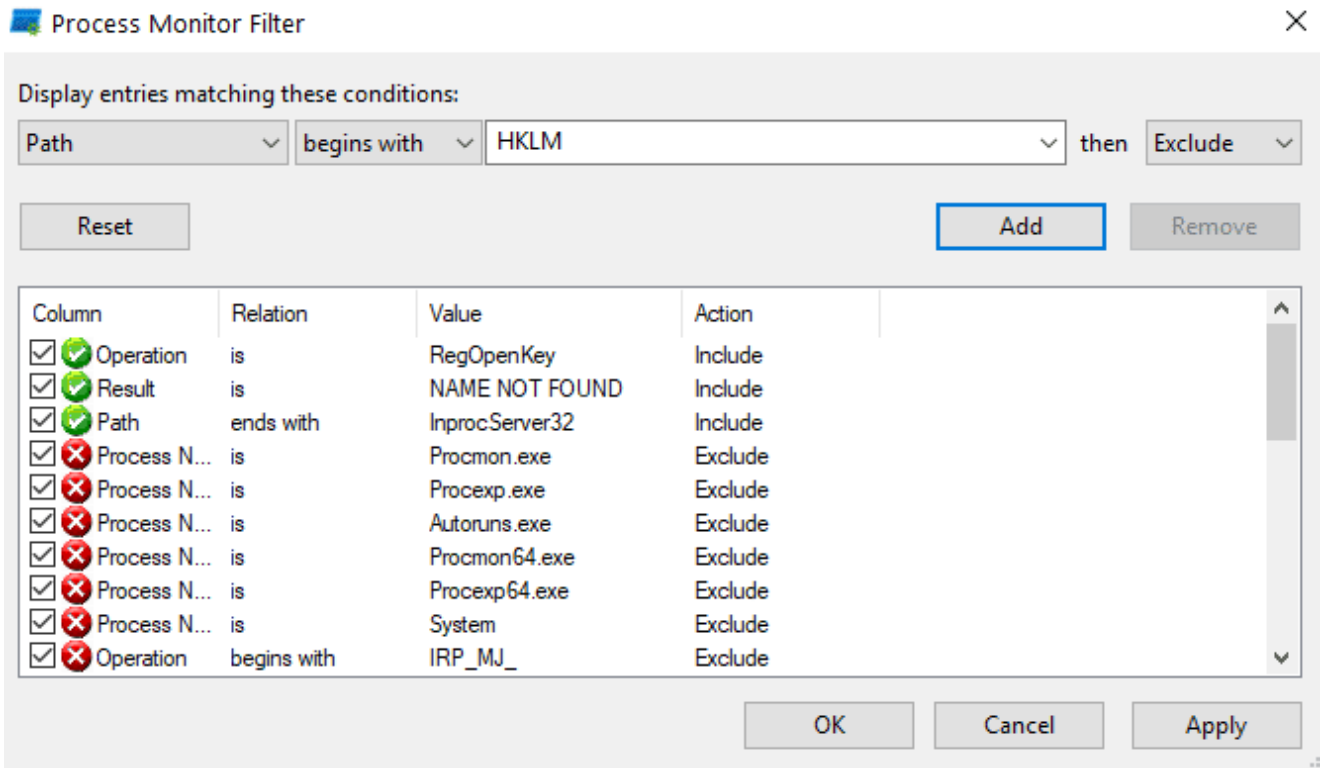 Process Monitor Filter
Display entries matching these conditions:
Path begins with HKLM then Exclude
Reset Add Remove
Column Relation Value Action
Operation is RegOpenKey Include
Result is NAME NOT FOUND Include
Path ends with InprocServer32 Include
Process N... is Procmon.exe Exclude
Process N... is Procexp.exe Exclude
Process N... is Autoruns.exe Exclude
Process N... is Procmon64.exe Exclude
Process N... is Procexp64.exe Exclude
Process N... is System Exclude
Operation begins with IRP_MJ_ Exclude
OK Cancel Apply